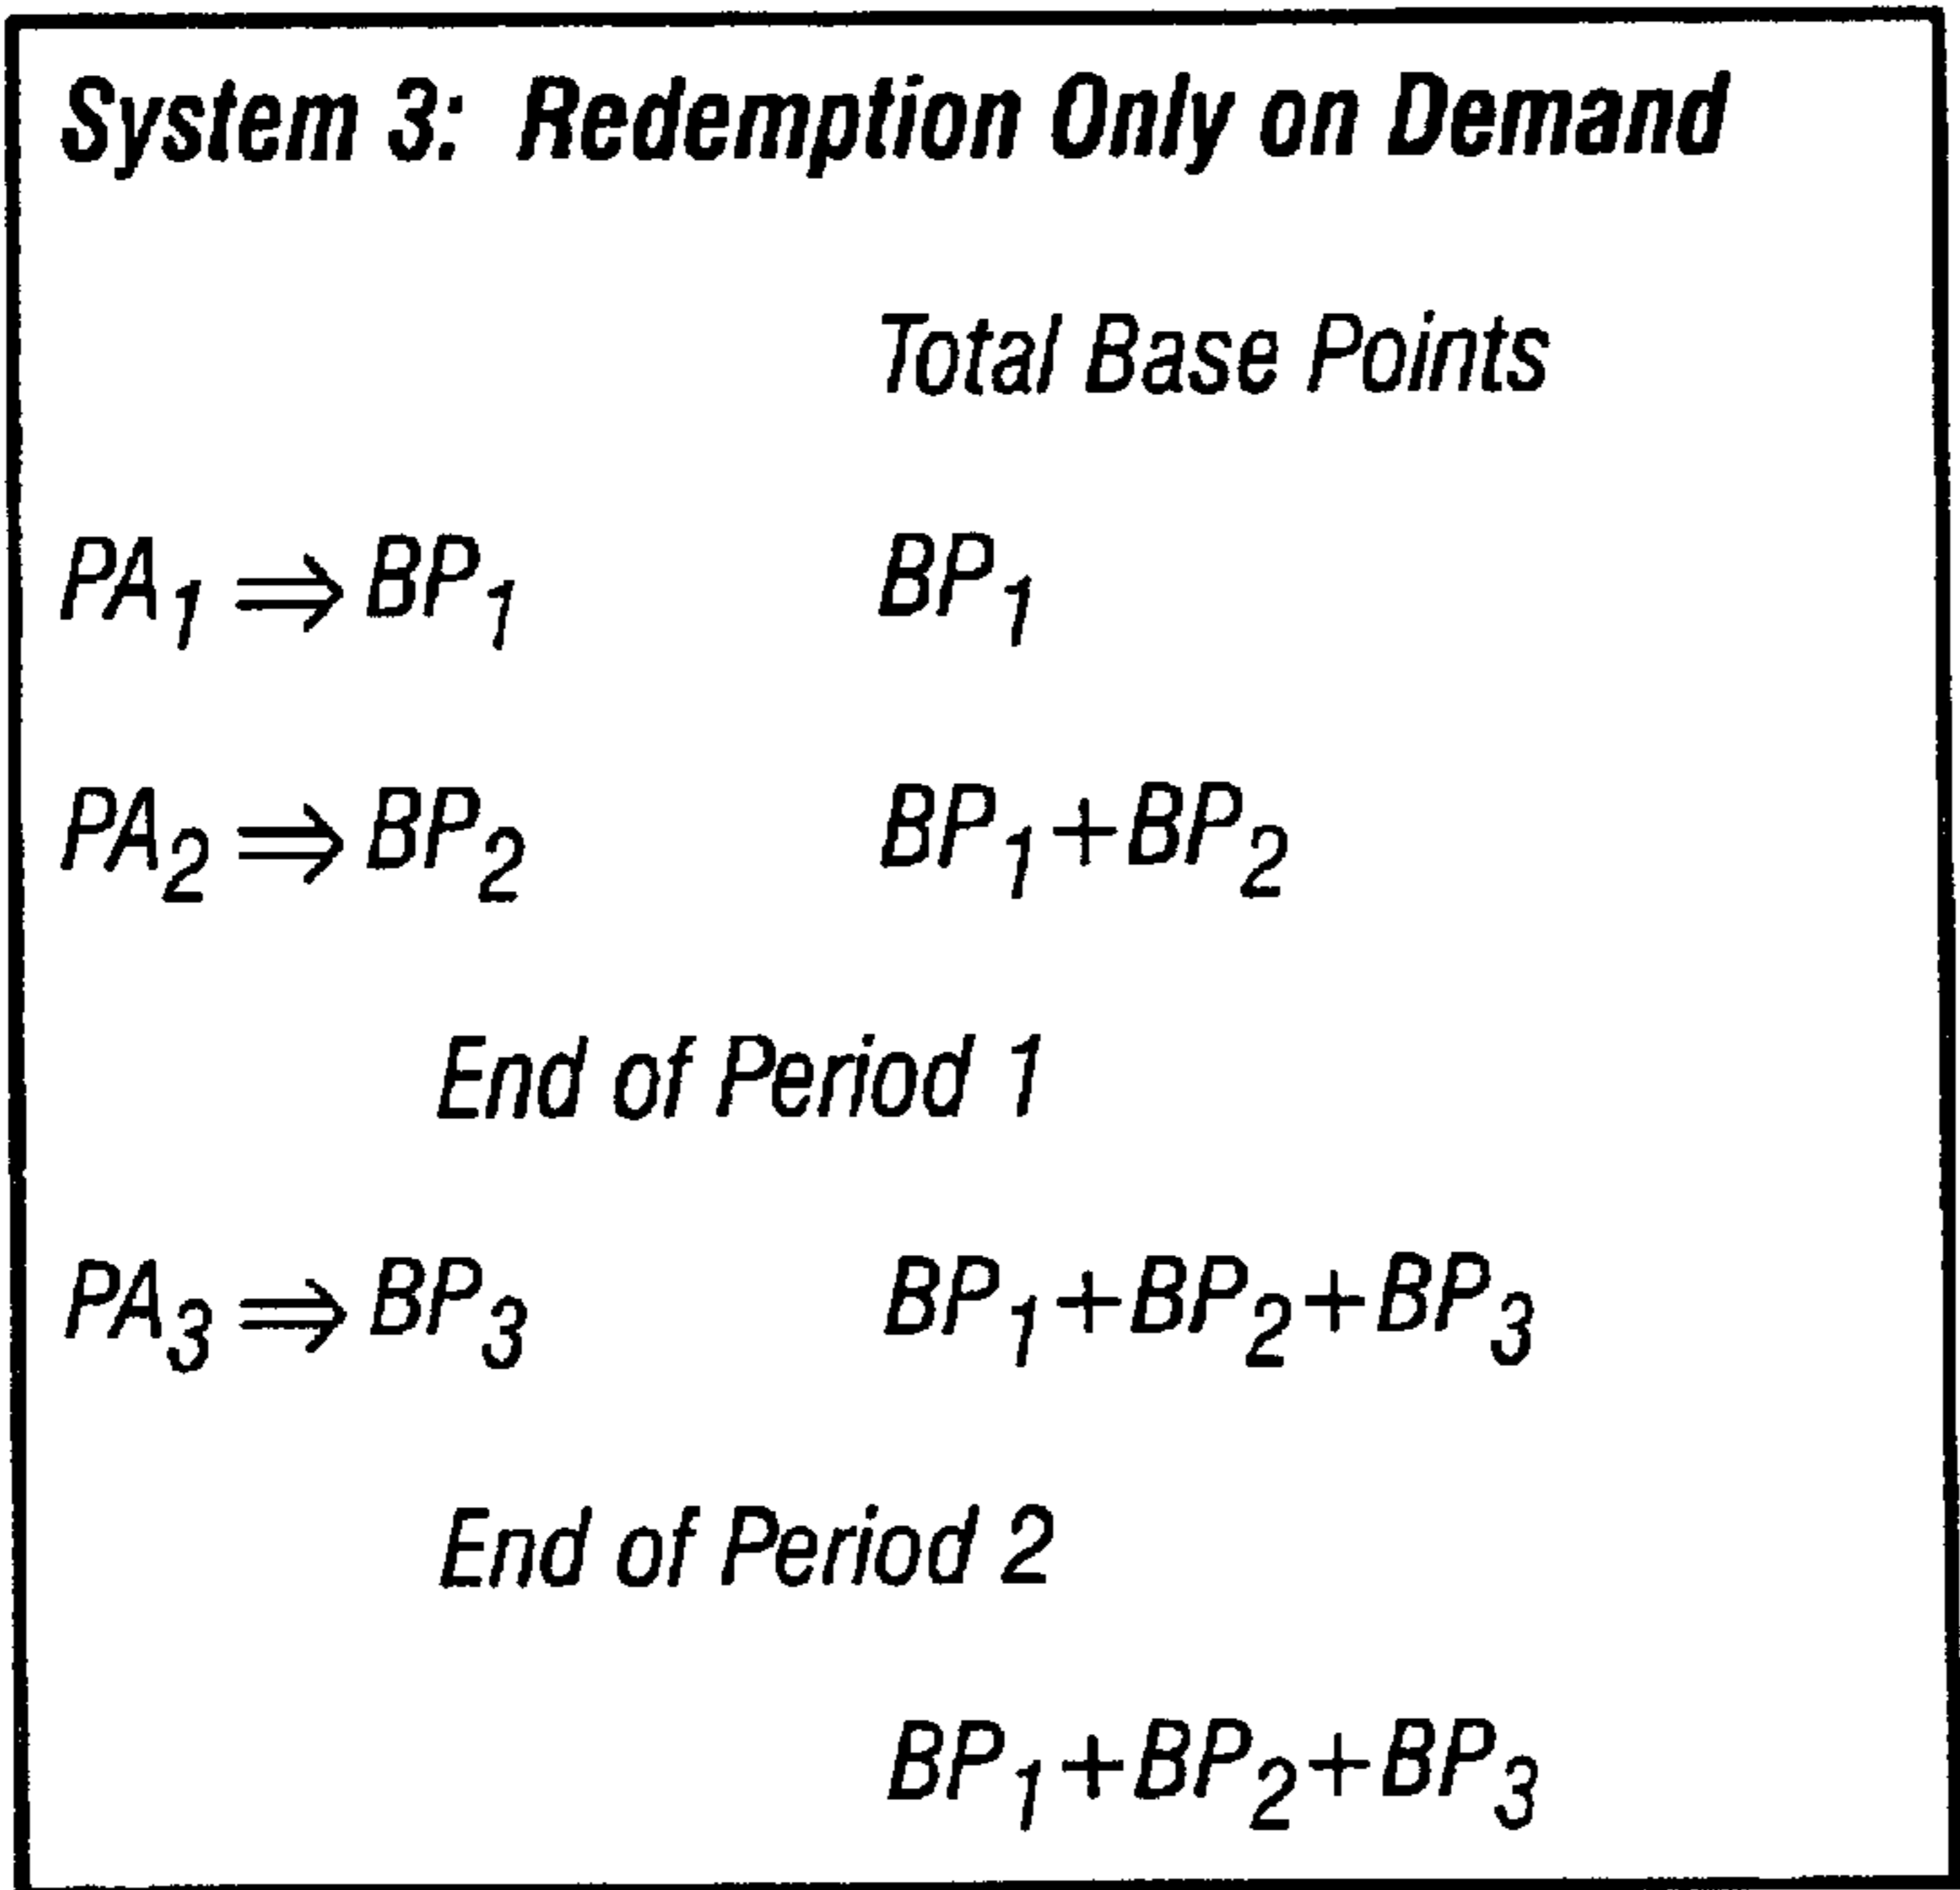 System 3: Redemption Only on Demand
Total Base Points
PA₁ ⇒ BP₁ BP₁
PA₂ ⇒ BP₂ BP₁+BP₂
End of Period 1
PA₃ ⇒ BP₃ BP₁+BP₂+BP₃
End of Period 2
BP₁+BP₂+BP₃